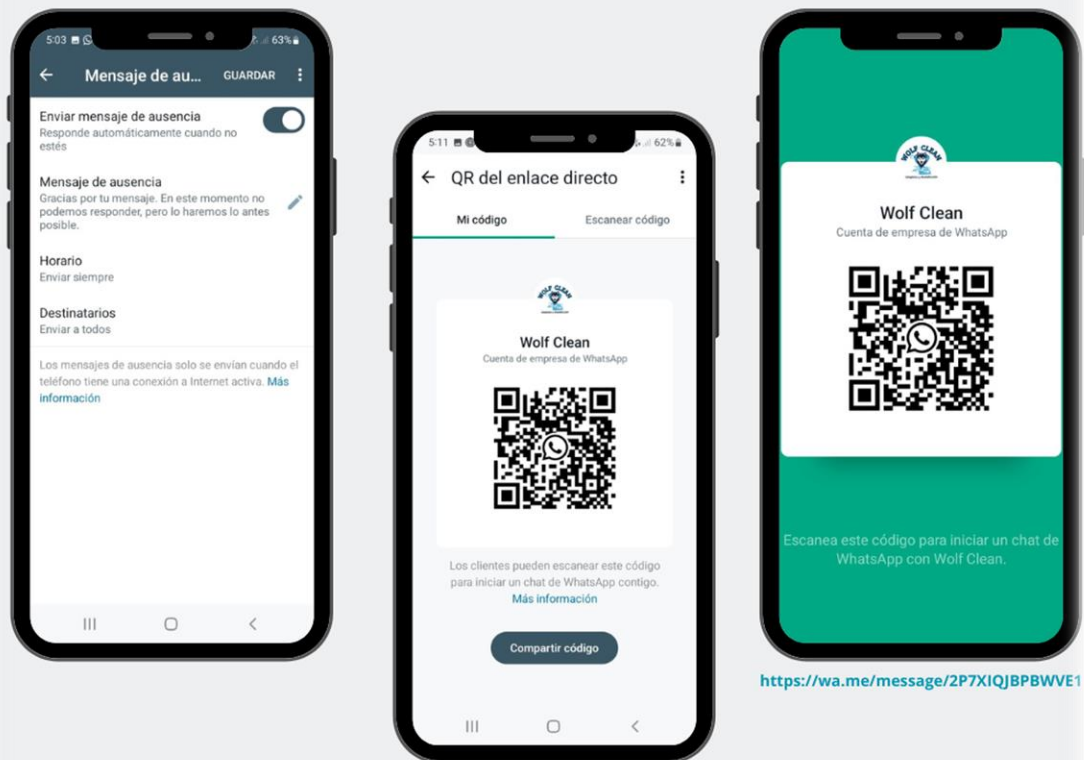 5:03
63%
Mensaje de au...
GUARDAR
Enviar mensaje de ausencia
Responde automáticamente cuando no
estés
Mensaje de ausencia
Gracias por tu mensaje. En este momento no
podemos responder, pero lo haremos lo antes
posible.
Horario
Enviar siempre
Destinatarios
Enviar a todos
Los mensajes de ausencia solo se envían cuando el
teléfono tiene una conexión a Internet activa. Más
información
5:11
62%
QR del enlace directo
Mi código
Escanear código
WOLF CLEAN
Wolf Clean
Cuenta de empresa de WhatsApp
Los clientes pueden escanear este código
para iniciar un chat de WhatsApp contigo.
Más información
Compartir código
WOLF CLEAN
Wolf Clean
Cuenta de empresa de WhatsApp
Escanea este código para iniciar un chat de
WhatsApp con Wolf Clean.
https://wa.me/message/2P7XIQJBPBWVE1